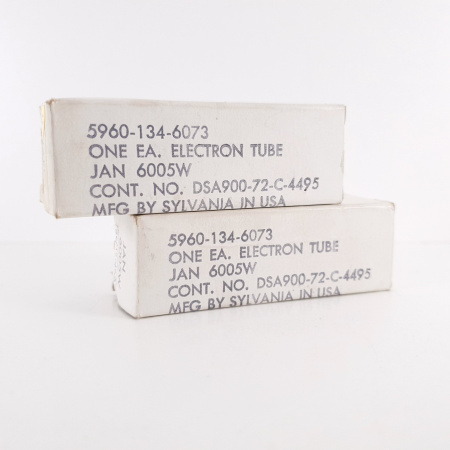 5960-134-6073
ONE EA. ELECTRON TUBE
JAN 6005W
CONT. NO. DSA900-72-C-4495
MFG BY SYLVANIA IN USA
5960-134-6073
ONE EA. ELECTRON TUBE
JAN 6005W
CONT. NO. DSA900-72-C-4495
MFG BY SYLVANIA IN USA